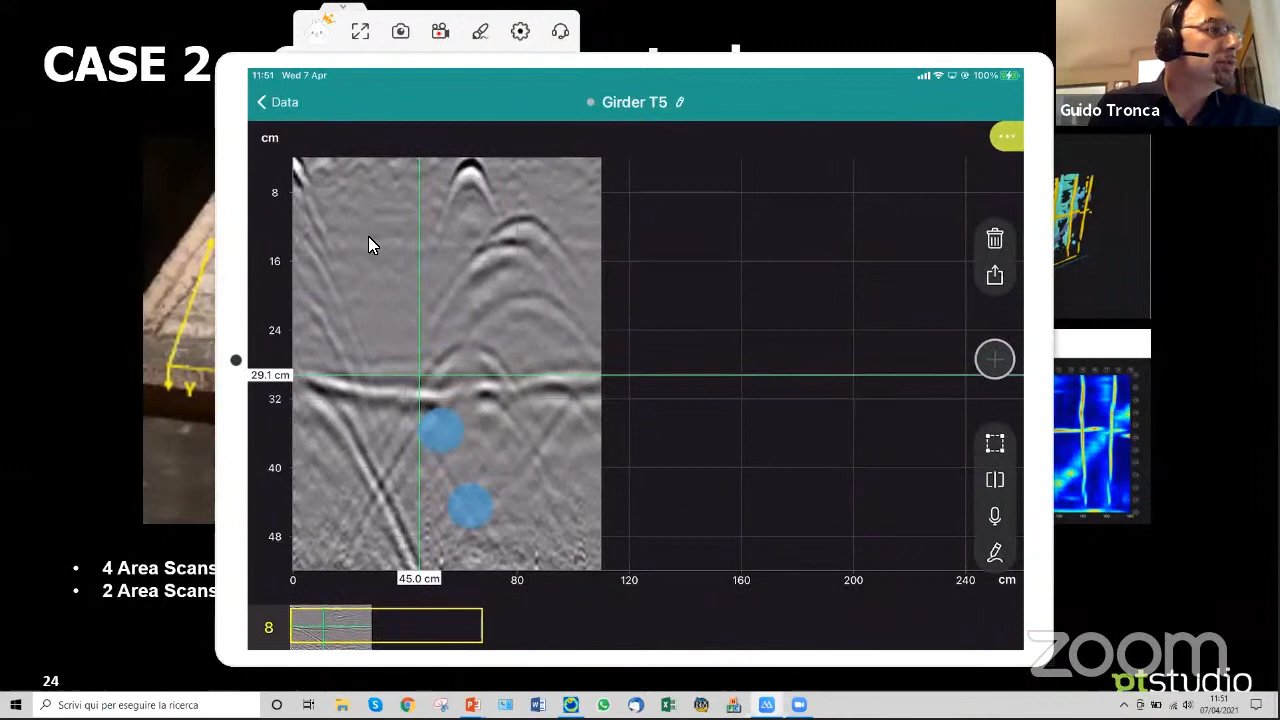 CASE 2
11:51 Wed 7 Apr
100%
Data
Girder T5
Guido Tronca
cm
8
16
24
29.1 cm
32
40
48
0
45.0 cm
80
120
160
200
240
cm
8
Y
• 4 Area Scans
• 2 Area Scans
24
zoom
ptstudio
Scrivi qui per eseguire la ricerca
11:51
07/04/2021